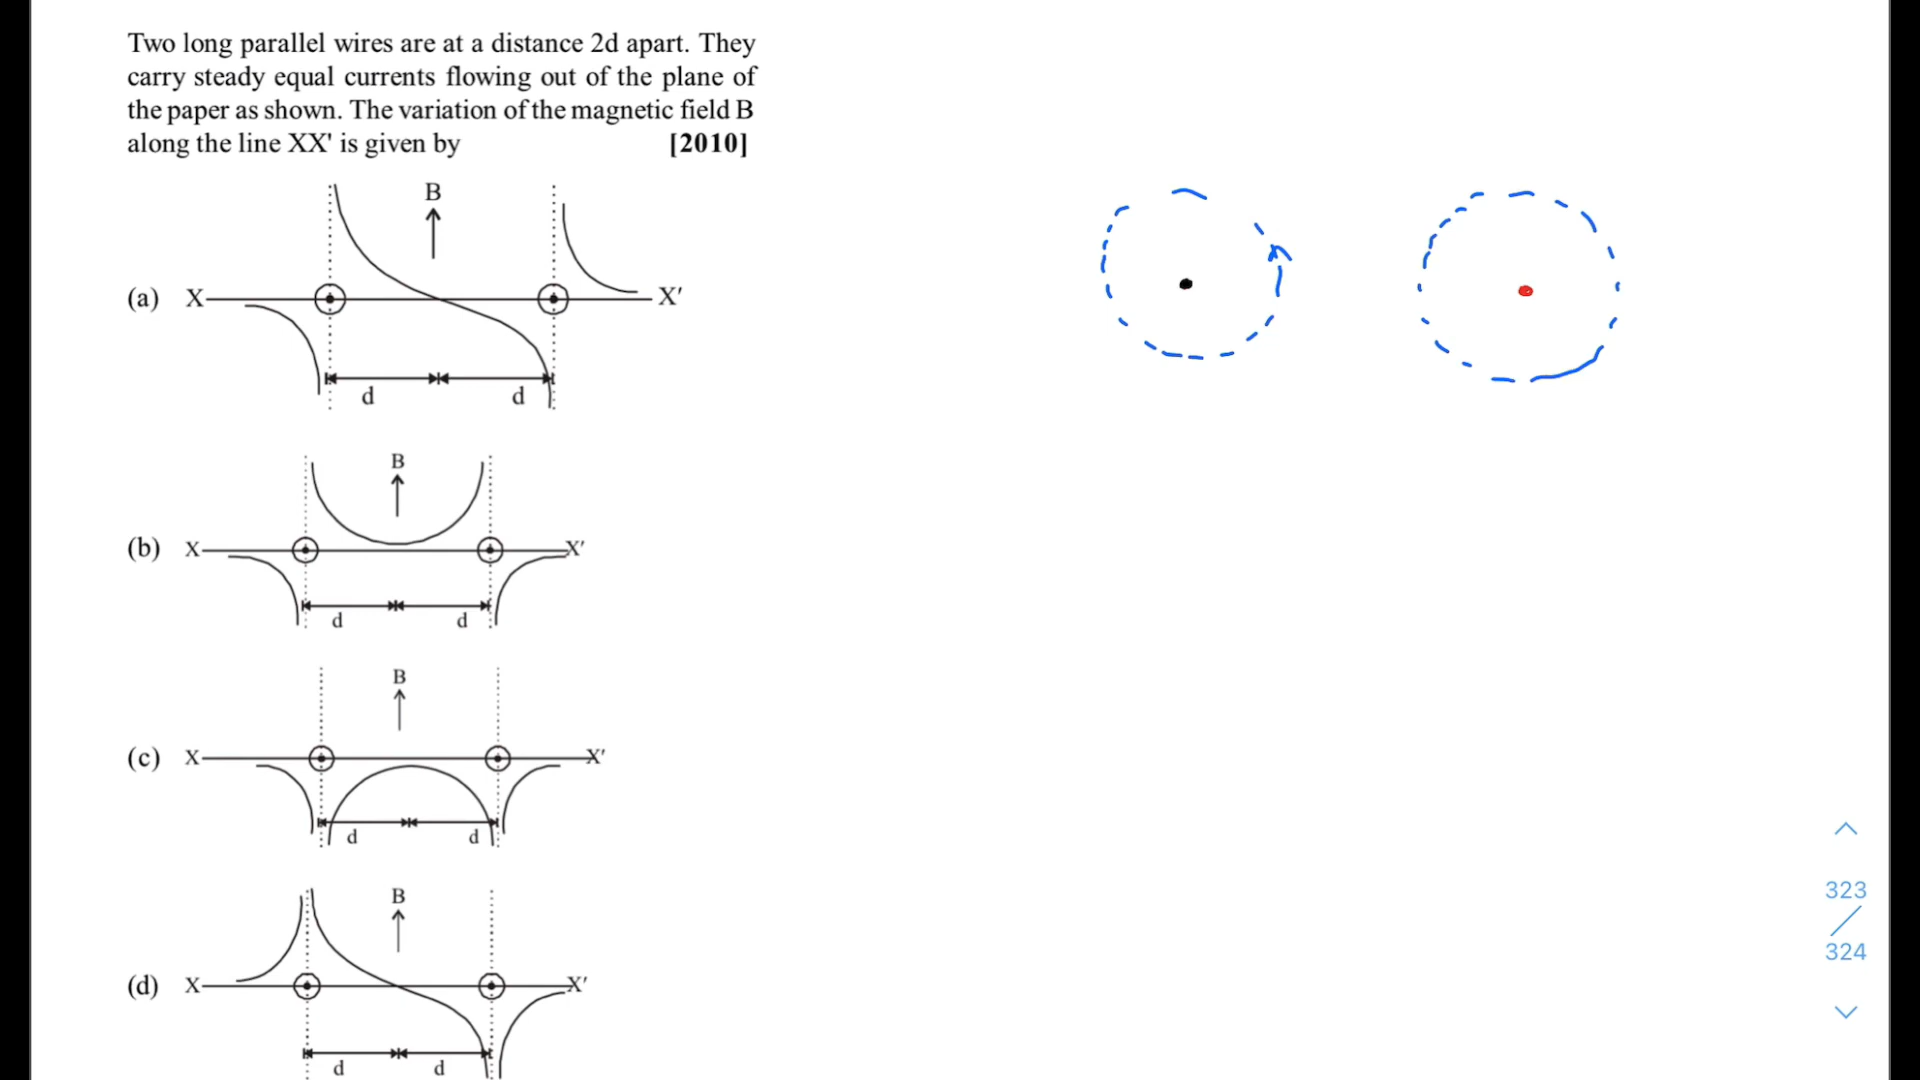 Two long parallel wires are at a distance 2d apart. They
carry steady equal currents flowing out of the plane of
the paper as shown. The variation of the magnetic field B
along the line XX' is given by [2010]
B
(a) X X'
d d
B
(b) X X'
d d
B
(c) X X'
d d
B
(d) X X'
d d
323
324